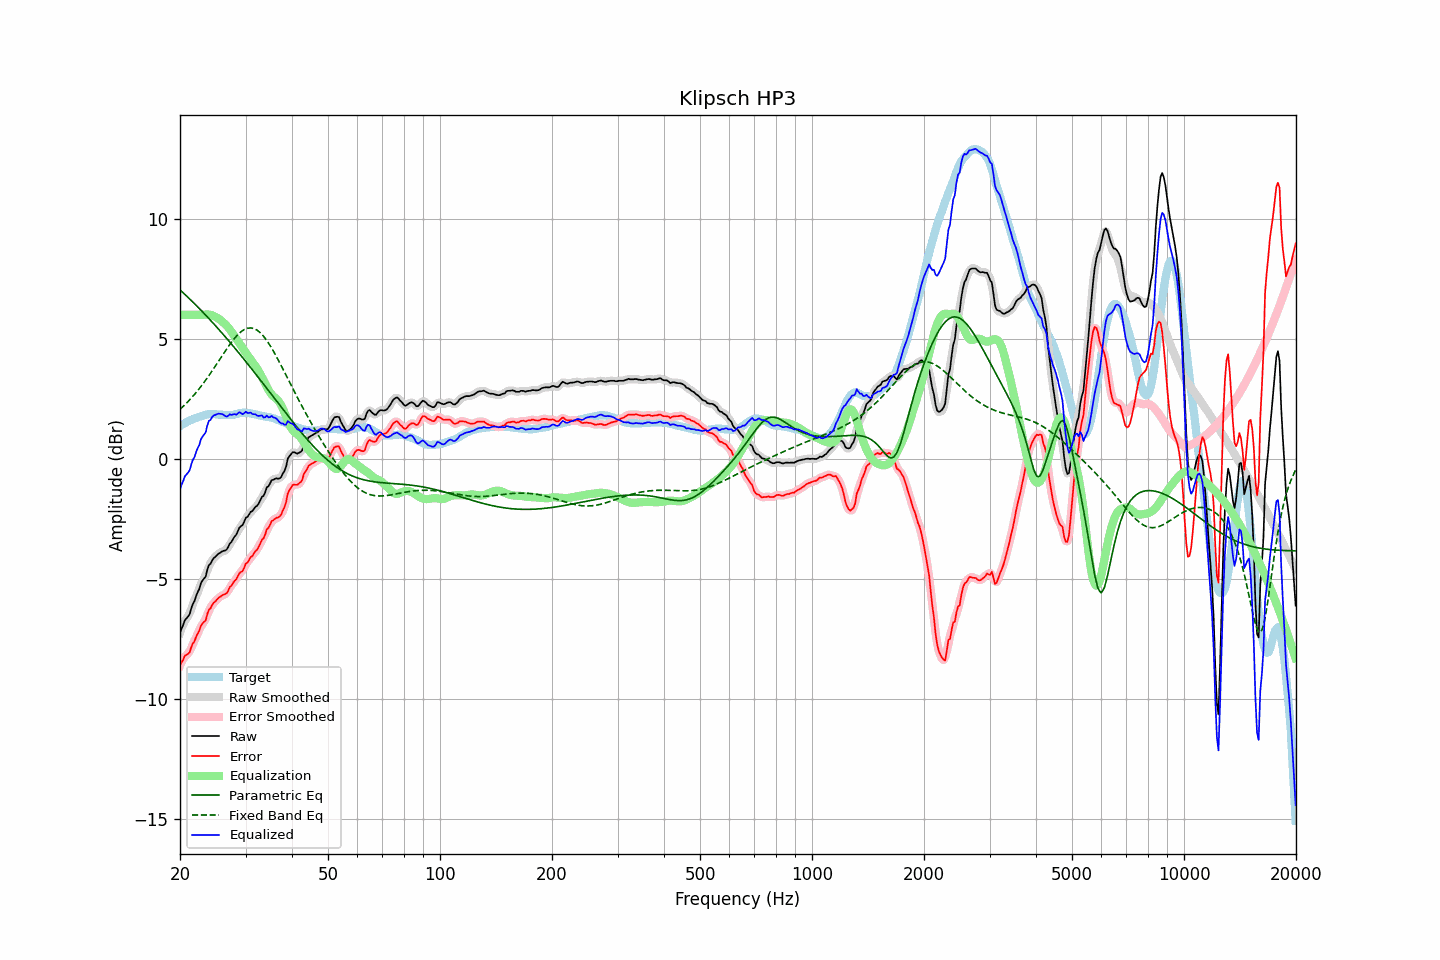 Klipsch HP3
Amplitude (dBr)
10
5
0
−5
−10
−15
Target
Raw Smoothed
Error Smoothed
Raw
Error
Equalization
Parametric Eq
Fixed Band Eq
Equalized
20 50 100 200 500 1000 2000 5000 10000 20000
Frequency (Hz)